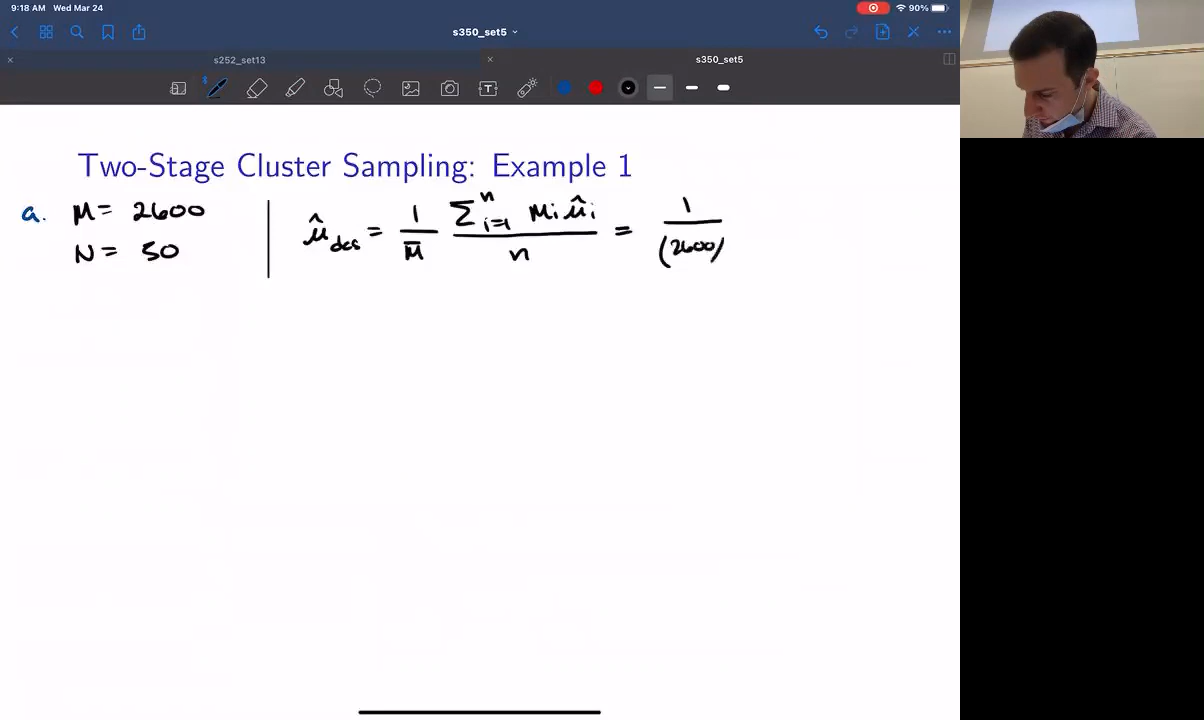 9:18 AM Wed Mar 24
90%
s350_set5
s252_set13
s350_set5
T
Two-Stage Cluster Sampling: Example 1
a. M = 2600
N = 50
μ̂dcs = 1/M̄ Σⁿᵢ₌₁ Mᵢμ̂ᵢ / n = 1/(2600)